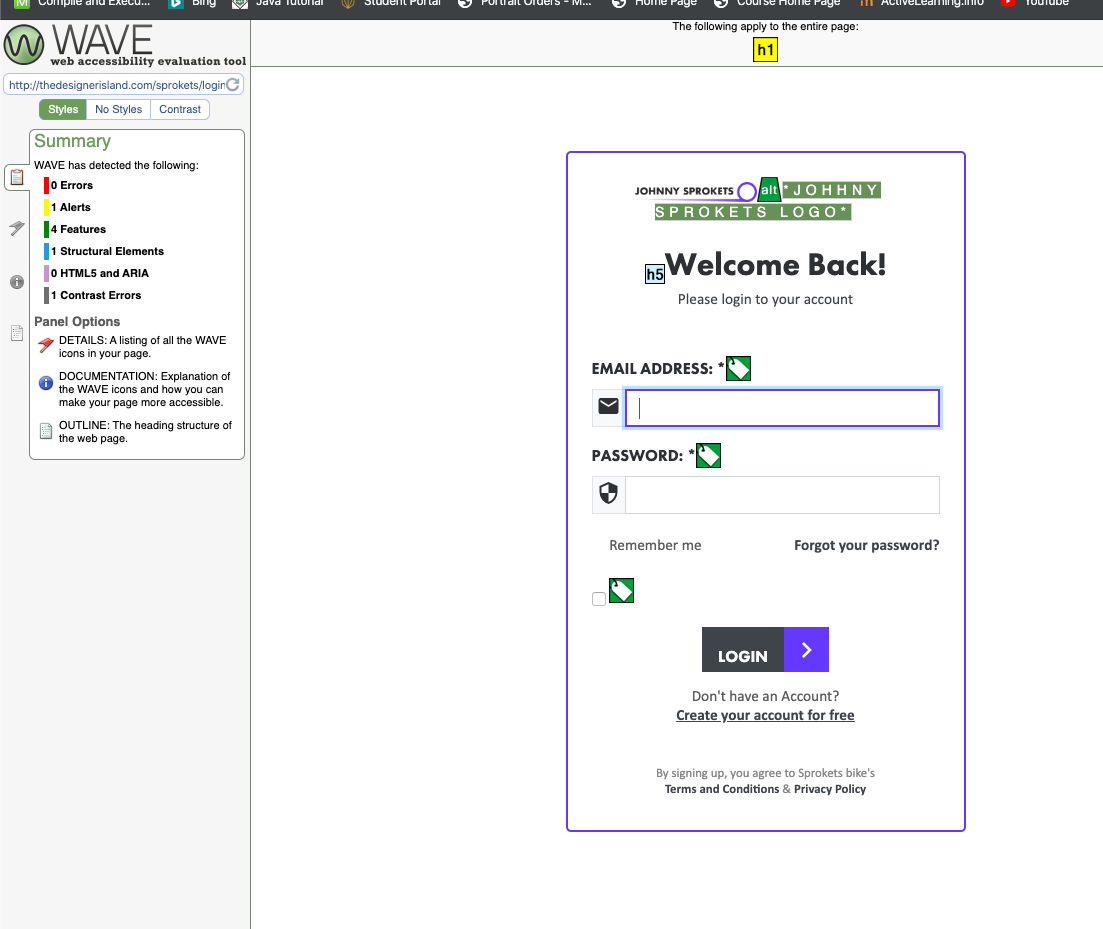 Compile and Execu...
Bing
Java Tutorial
Student Portal
Portrait Orders - M...
Home Page
Course Home Page
ActiveLearning.info
YouTube
WAVE
web accessibility evaluation tool
http://thedesignerisland.com/sprokets/login
Styles
No Styles
Contrast
Summary
WAVE has detected the following:
0 Errors
1 Alerts
4 Features
1 Structural Elements
0 HTML5 and ARIA
1 Contrast Errors
Panel Options
DETAILS: A listing of all the WAVE
icons in your page.
DOCUMENTATION: Explanation of
the WAVE icons and how you can
make your page more accessible.
OUTLINE: The heading structure of
the web page.
The following apply to the entire page:
h1
JOHNNY SPROKETS alt *JOHHNY
SPROKETS LOGO*
h5 Welcome Back!
Please login to your account
EMAIL ADDRESS: *
PASSWORD: *
Remember me
Forgot your password?
LOGIN
Don't have an Account?
Create your account for free
By signing up, you agree to Sprokets bike's
Terms and Conditions & Privacy Policy